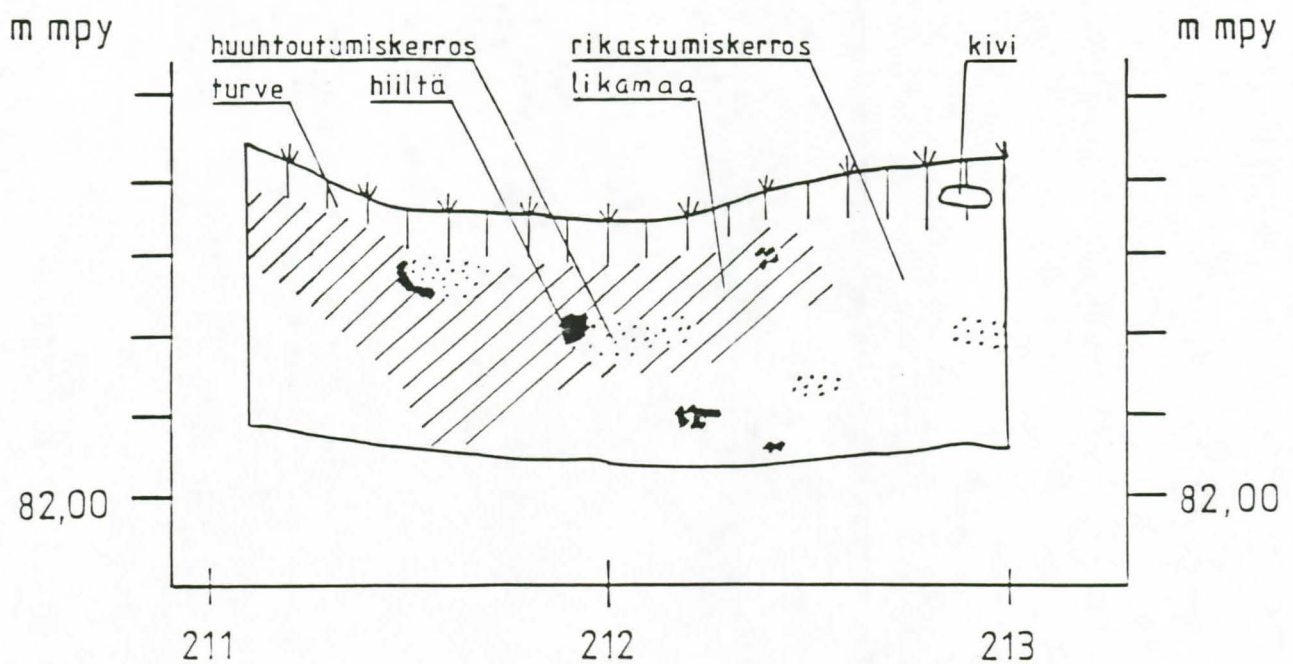 m mpy
m mpy
huuhtoutumiskerros
rikastumiskerros
kivi
turve
hiiltä
likamaa
82,00
82,00
211
212
213